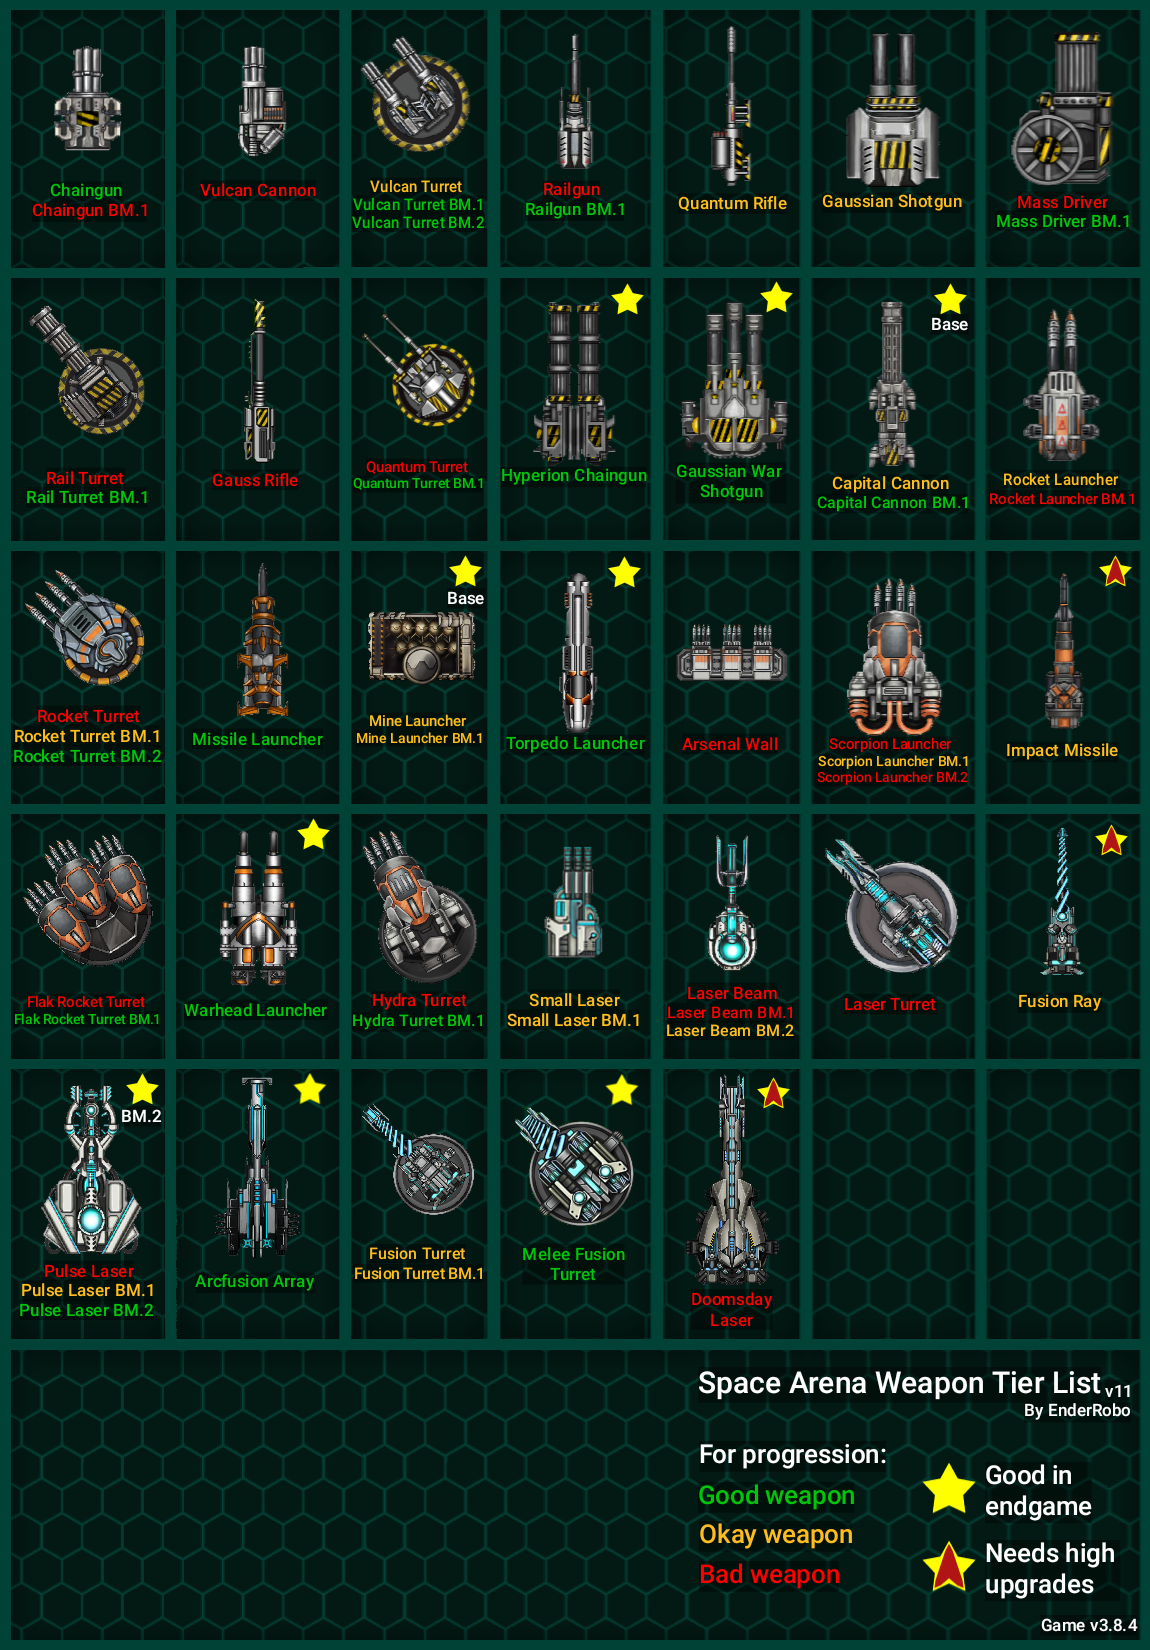 Chaingun
Chaingun BM.1
Vulcan Cannon
Vulcan Turret
Vulcan Turret BM.1
Vulcan Turret BM.2
Railgun
Railgun BM.1
Quantum Rifle
Gaussian Shotgun
Mass Driver
Mass Driver BM.1
Rail Turret
Rail Turret BM.1
Gauss Rifle
Quantum Turret
Quantum Turret BM.1
Hyperion Chaingun
Gaussian War
Shotgun
Base
Capital Cannon
Capital Cannon BM.1
Rocket Launcher
Rocket Launcher BM.1
Rocket Turret
Rocket Turret BM.1
Rocket Turret BM.2
Missile Launcher
Base
Mine Launcher
Mine Launcher BM.1
Torpedo Launcher
Arsenal Wall
Scorpion Launcher
Scorpion Launcher BM.1
Scorpion Launcher BM.2
Impact Missile
Flak Rocket Turret
Flak Rocket Turret BM.1
Warhead Launcher
Hydra Turret
Hydra Turret BM.1
Small Laser
Small Laser BM.1
Laser Beam
Laser Beam BM.1
Laser Beam BM.2
Laser Turret
Fusion Ray
BM.2
Pulse Laser
Pulse Laser BM.1
Pulse Laser BM.2
Arcfusion Array
Fusion Turret
Fusion Turret BM.1
Melee Fusion
Turret
Doomsday
Laser
Space Arena Weapon Tier List v11
By EnderRobo
For progression:
Good weapon
Okay weapon
Bad weapon
Good in
endgame
Needs high
upgrades
Game v3.8.4